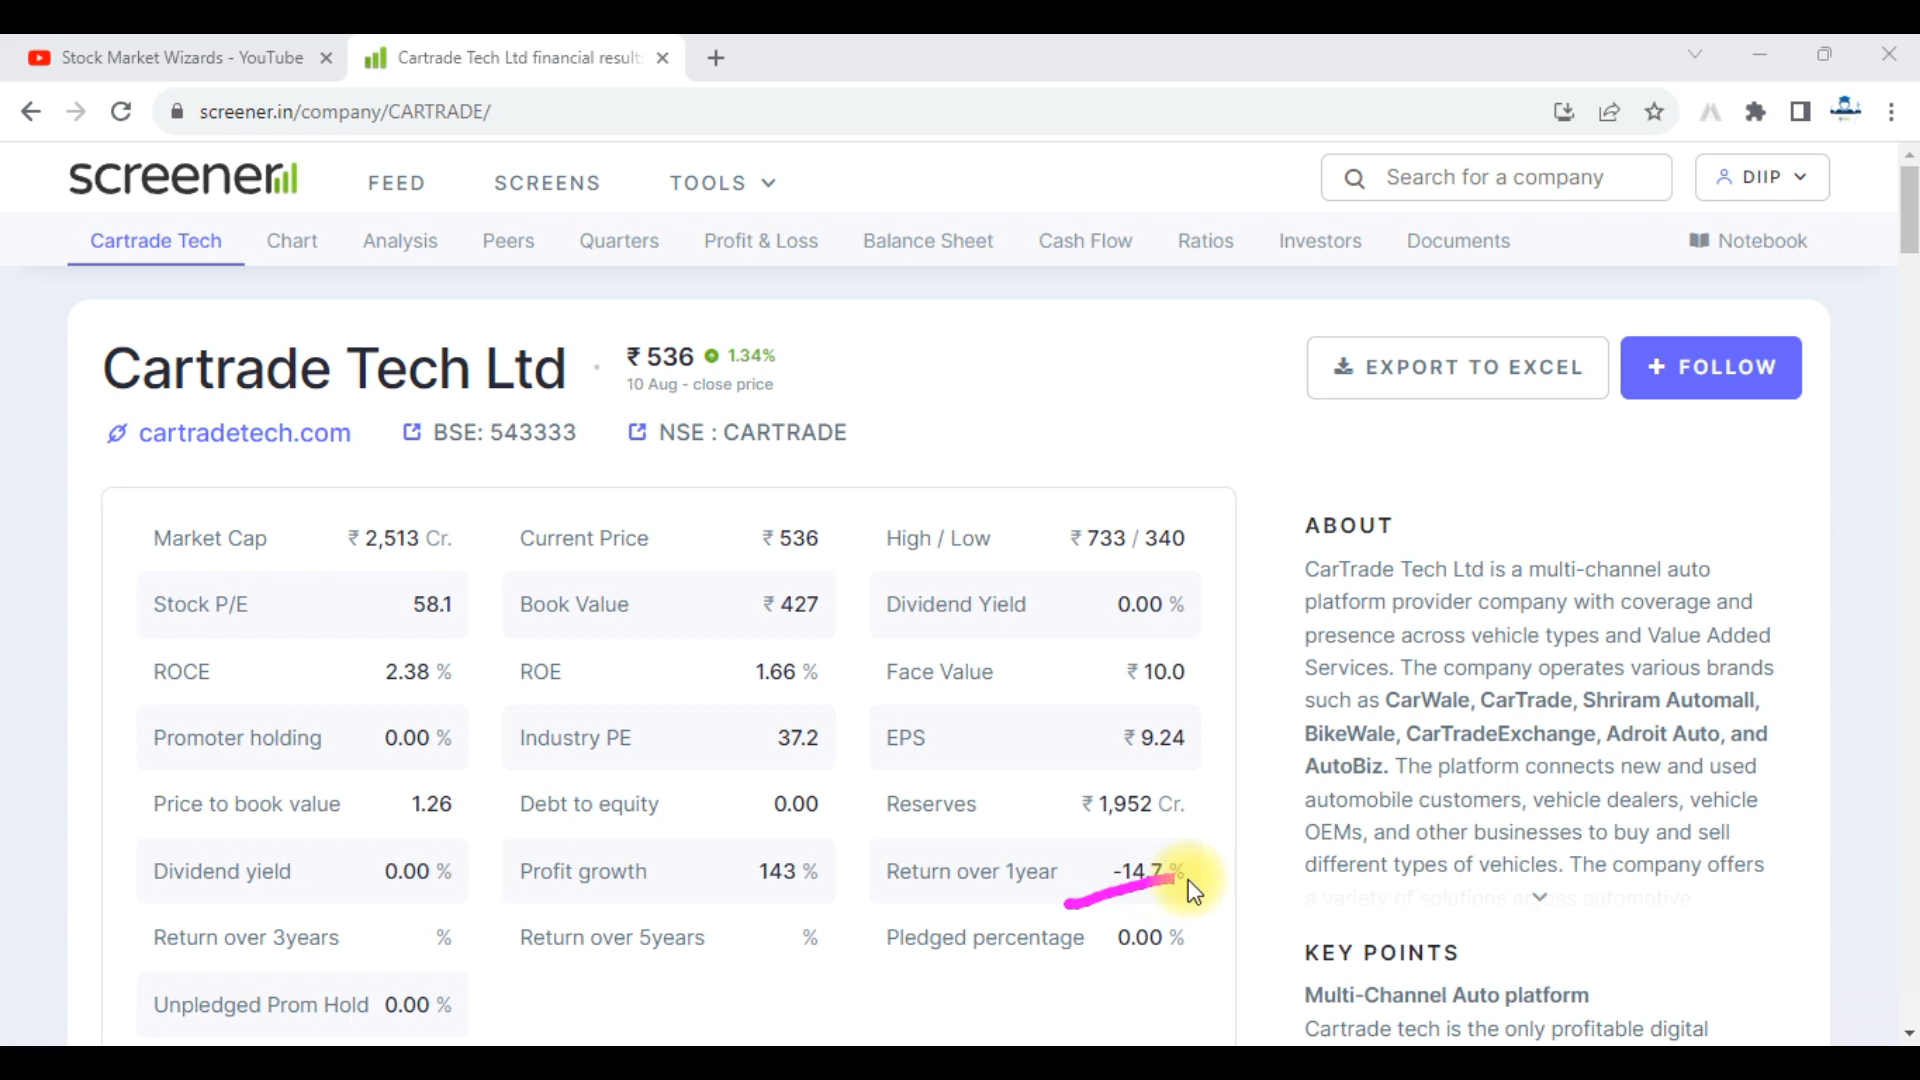 Stock Market Wizards - YouTube
Cartrade Tech Ltd financial result
screener.in/company/CARTRADE/
screener
FEED
SCREENS
TOOLS
Search for a company
DIIP
Cartrade Tech
Chart
Analysis
Peers
Quarters
Profit & Loss
Balance Sheet
Cash Flow
Ratios
Investors
Documents
Notebook
Cartrade Tech Ltd
₹ 536 1.34%
10 Aug - close price
EXPORT TO EXCEL
+ FOLLOW
cartradetech.com
BSE: 543333
NSE : CARTRADE
Market Cap ₹ 2,513 Cr.
Current Price ₹ 536
High / Low ₹ 733 / 340
Stock P/E 58.1
Book Value ₹ 427
Dividend Yield 0.00 %
ROCE 2.38 %
ROE 1.66 %
Face Value ₹ 10.0
Promoter holding 0.00 %
Industry PE 37.2
EPS ₹ 9.24
Price to book value 1.26
Debt to equity 0.00
Reserves ₹ 1,952 Cr.
Dividend yield 0.00 %
Profit growth 143 %
Return over 1year -14.7 %
Return over 3years %
Return over 5years %
Pledged percentage 0.00 %
Unpledged Prom Hold 0.00 %
ABOUT
CarTrade Tech Ltd is a multi-channel auto
platform provider company with coverage and
presence across vehicle types and Value Added
Services. The company operates various brands
such as CarWale, CarTrade, Shriram Automall,
BikeWale, CarTradeExchange, Adroit Auto, and
AutoBiz. The platform connects new and used
automobile customers, vehicle dealers, vehicle
OEMs, and other businesses to buy and sell
different types of vehicles. The company offers
a variety of solutions across automotive
KEY POINTS
Multi-Channel Auto platform
Cartrade tech is the only profitable digital